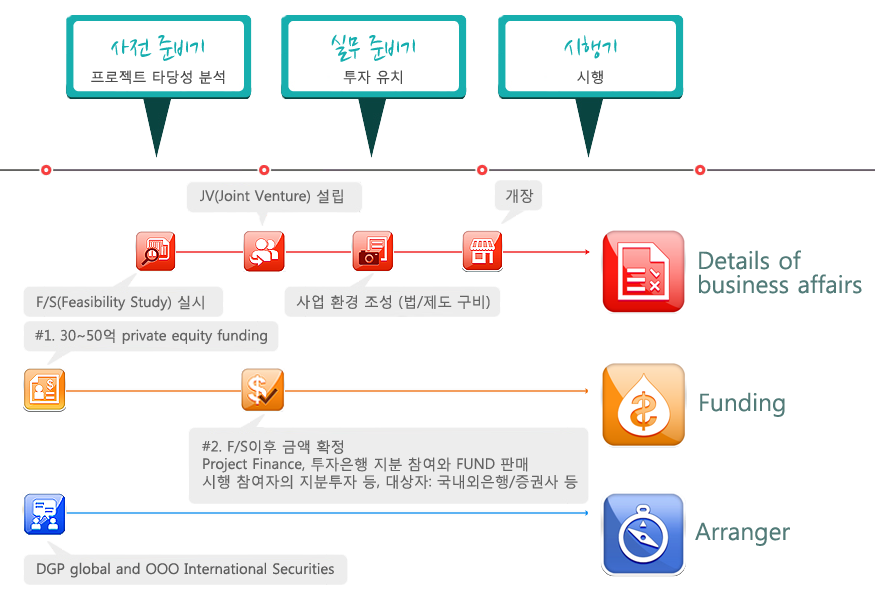 사전 준비기
프로젝트 타당성 분석
실무 준비기
투자 유치
시행기
시행
JV(Joint Venture) 설립
개장
F/S(Feasibility Study) 실시
사업 환경 조성 (법/제도 구비)
Details of
business affairs
#1. 30~50억 private equity funding
Funding
#2. F/S이후 금액 확정
Project Finance, 투자은행 지분 참여와 FUND 판매
시행 참여자의 지분투자 등, 대상자: 국내외은행/증권사 등
Arranger
DGP global and OOO International Securities